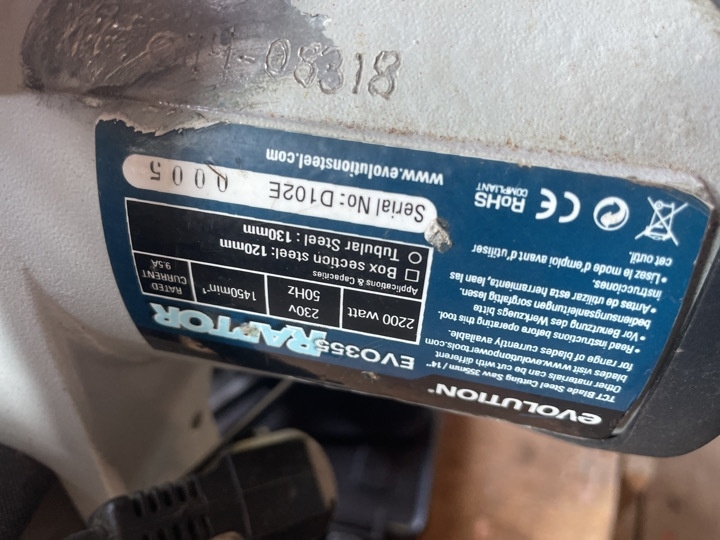 evolution®
TCT Blade Steel Cutting Saw 355mm / 14"
Other materials can be cut with different
blades visit www.evolutionpowertools.com
for range of blades currently available.
• Read instructions before operating this tool.
• Vor Benutzung des Werkzeugs bitte
bedienungsanleitungen sorgfaltig lesen.
• Antes de utilizar esta herramienta, lean las
instrucciones.
• Lisez le mode d'emploi avant d'utiliser
cet outil.
EVO355
RAPTOR
2200 watt
230v
50Hz
1450min⁻¹
RATED
CURRENT
9.5A
Applications & Capacities
Box section steel: 120mm
Tubular Steel : 130mm
Serial No: D102E
0005
CE
RoHS
COMPLIANT
www.evolutionsteel.com
-08318